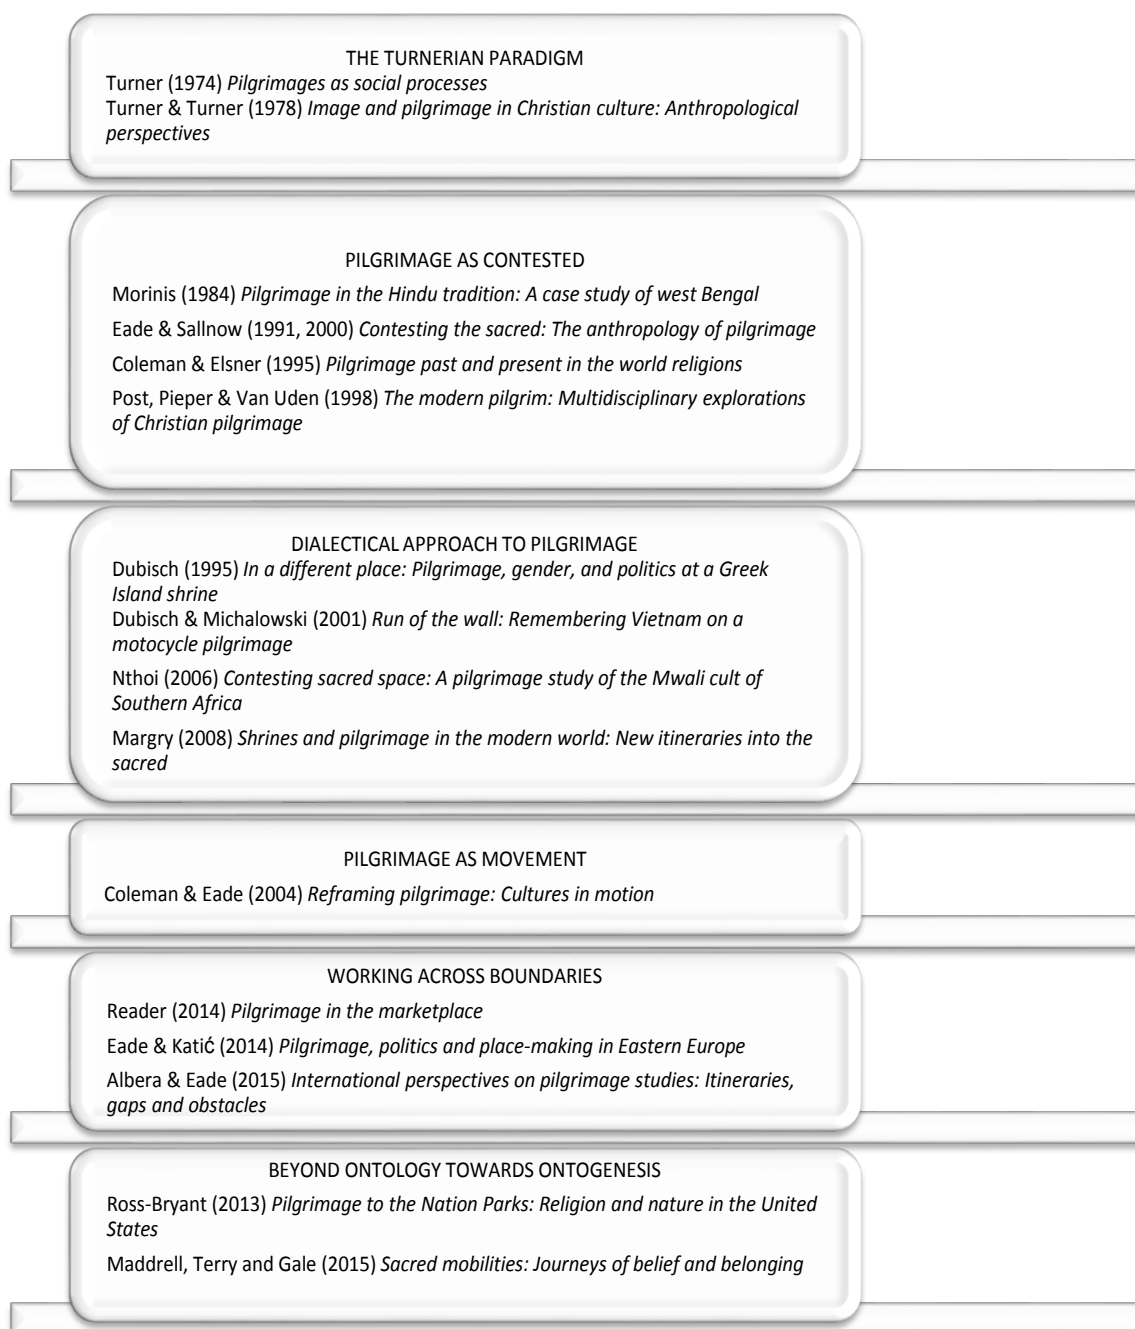 THE TURNERIAN PARADIGM
Turner (1974) Pilgrimages as social processes
Turner & Turner (1978) Image and pilgrimage in Christian culture: Anthropological
perspectives
PILGRIMAGE AS CONTESTED
Morinis (1984) Pilgrimage in the Hindu tradition: A case study of west Bengal
Eade & Sallnow (1991, 2000) Contesting the sacred: The anthropology of pilgrimage
Coleman & Elsner (1995) Pilgrimage past and present in the world religions
Post, Pieper & Van Uden (1998) The modern pilgrim: Multidisciplinary explorations
of Christian pilgrimage
DIALECTICAL APPROACH TO PILGRIMAGE
Dubisch (1995) In a different place: Pilgrimage, gender, and politics at a Greek
Island shrine
Dubisch & Michalowski (2001) Run of the wall: Remembering Vietnam on a
motocycle pilgrimage
Nthoi (2006) Contesting sacred space: A pilgrimage study of the Mwali cult of
Southern Africa
Margry (2008) Shrines and pilgrimage in the modern world: New itineraries into the
sacred
PILGRIMAGE AS MOVEMENT
Coleman & Eade (2004) Reframing pilgrimage: Cultures in motion
WORKING ACROSS BOUNDARIES
Reader (2014) Pilgrimage in the marketplace
Eade & Katić (2014) Pilgrimage, politics and place-making in Eastern Europe
Albera & Eade (2015) International perspectives on pilgrimage studies: Itineraries,
gaps and obstacles
BEYOND ONTOLOGY TOWARDS ONTOGENESIS
Ross-Bryant (2013) Pilgrimage to the Nation Parks: Religion and nature in the United
States
Maddrell, Terry and Gale (2015) Sacred mobilities: Journeys of belief and belonging